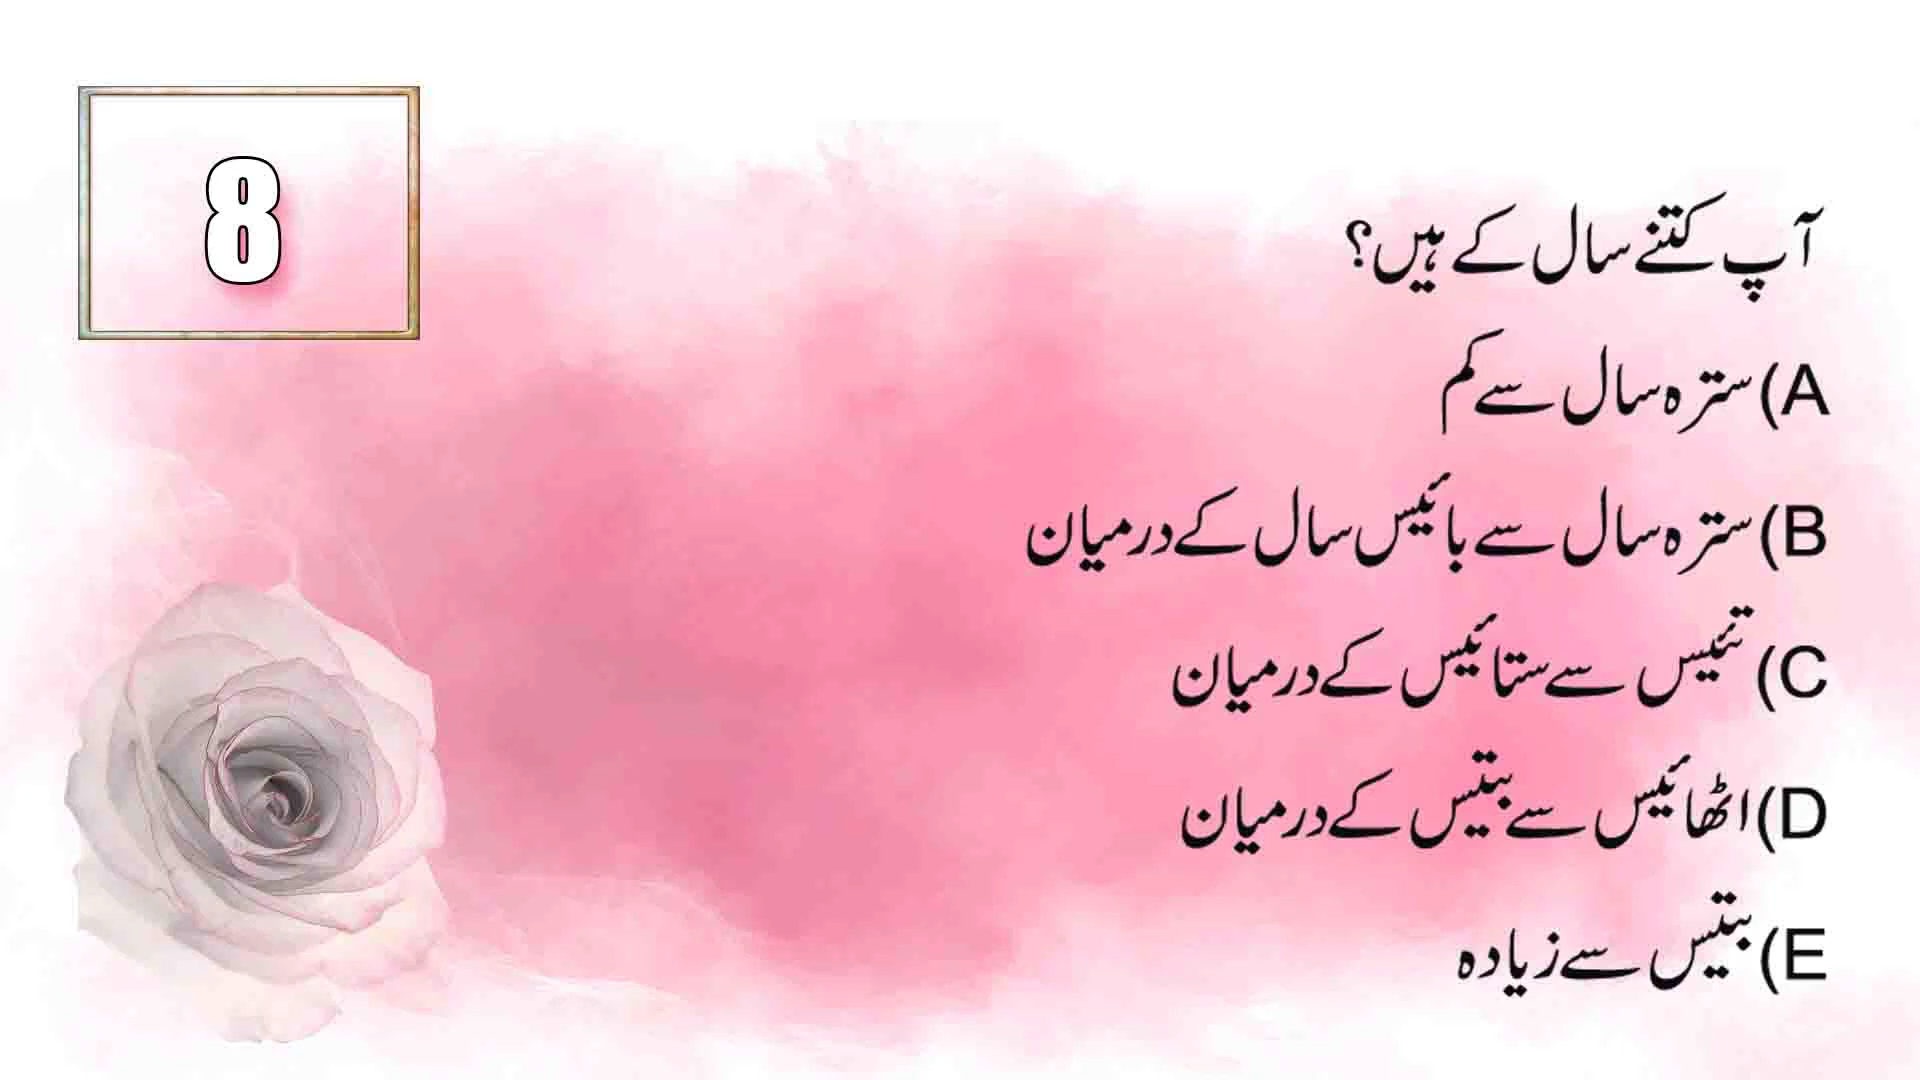 8
آپ کتنے سال کے ہیں؟
A) سترہ سال سے کم
B) سترہ سال سے بائیس سال کے درمیان
C) تئیس سے ستائیس کے درمیان
D) اٹھائیس سے بتیس کے درمیان
E) بتیس سے زیادہ